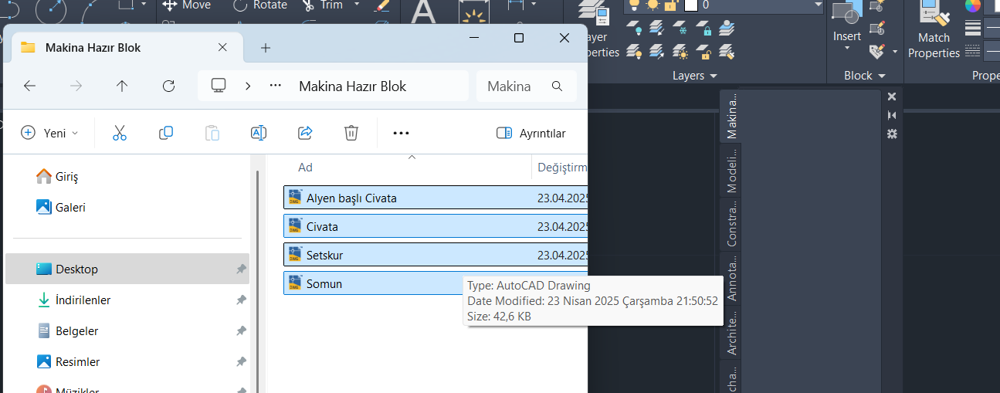 Move
Rotate
Trim
A
0
Makina Hazır Blok
Makina Hazır Blok
Makina
Yeni
Ayrıntılar
Giriş
Galeri
Desktop
İndirilenler
Belgeler
Resimler
Müzikler
Ad
Değiştirm
Alyen başlı Civata
23.04.2025
Civata
23.04.2025
Setskur
23.04.2025
Somun
Type: AutoCAD Drawing
Date Modified: 23 Nisan 2025 Çarşamba 21:50:52
Size: 42,6 KB
ayer
perties
Layers
Insert
Block
Match
Properties
Prope
Makina...
Modeli...
Constra...
Annota...
Archite...
cha...